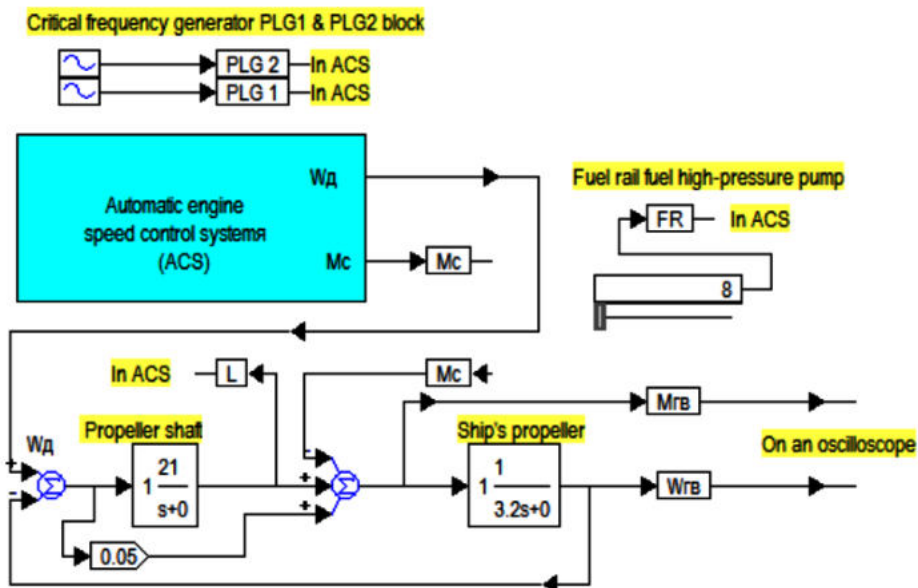 Critical frequency generator PLG1 & PLG2 block
PLG 2 In ACS
PLG 1 In ACS
Wд
Automatic engine
speed control systemя
(ACS)
Mc Mc
Fuel rail fuel high-pressure pump
FR In ACS
8
In ACS L Mc
Mгв
Wд Propeller shaft Ship's propeller On an oscilloscope
+ - Σ 1 21 / s+0 - + + Σ 1 1 / 3.2s+0 Wгв
0.05